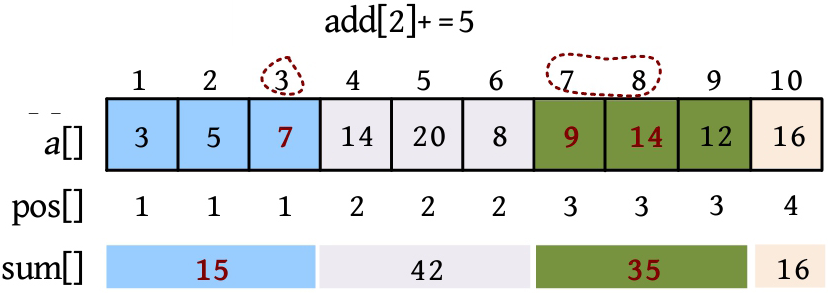 add[2]+=5
1 2 3 4 5 6 7 8 9 10
a[] 3 5 7 14 20 8 9 14 12 16
pos[] 1 1 1 2 2 2 3 3 3 4
sum[] 15 42 35 16